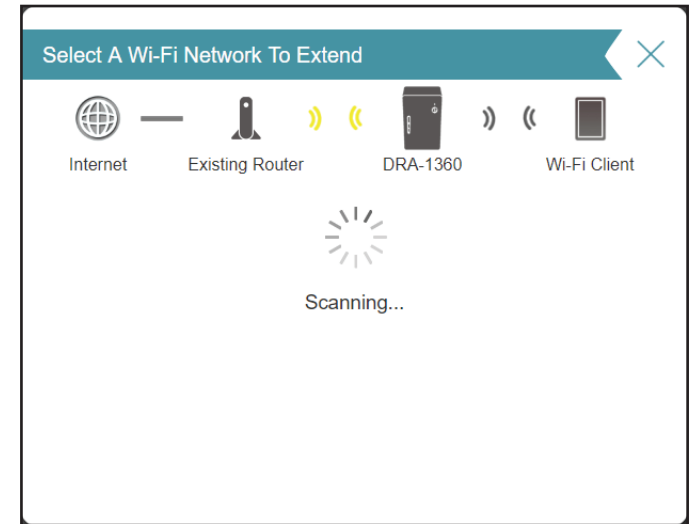 Select A Wi-Fi Network To Extend
Internet Existing Router DRA-1360 Wi-Fi Client
Scanning...